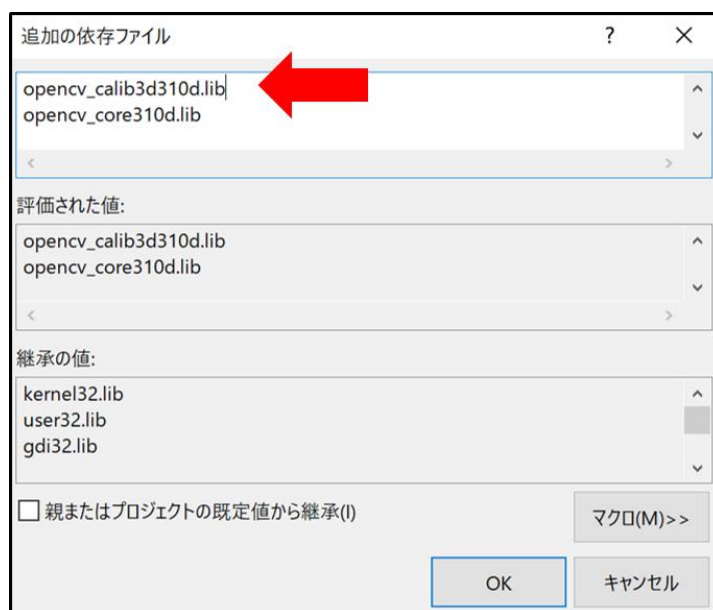 追加の依存ファイル
opencv_calib3d310d.lib
opencv_core310d.lib
評価された値:
opencv_calib3d310d.lib
opencv_core310d.lib
継承の値:
kernel32.lib
user32.lib
gdi32.lib
親またはプロジェクトの既定値から継承(I)
マクロ(M)>>
OK
キャンセル